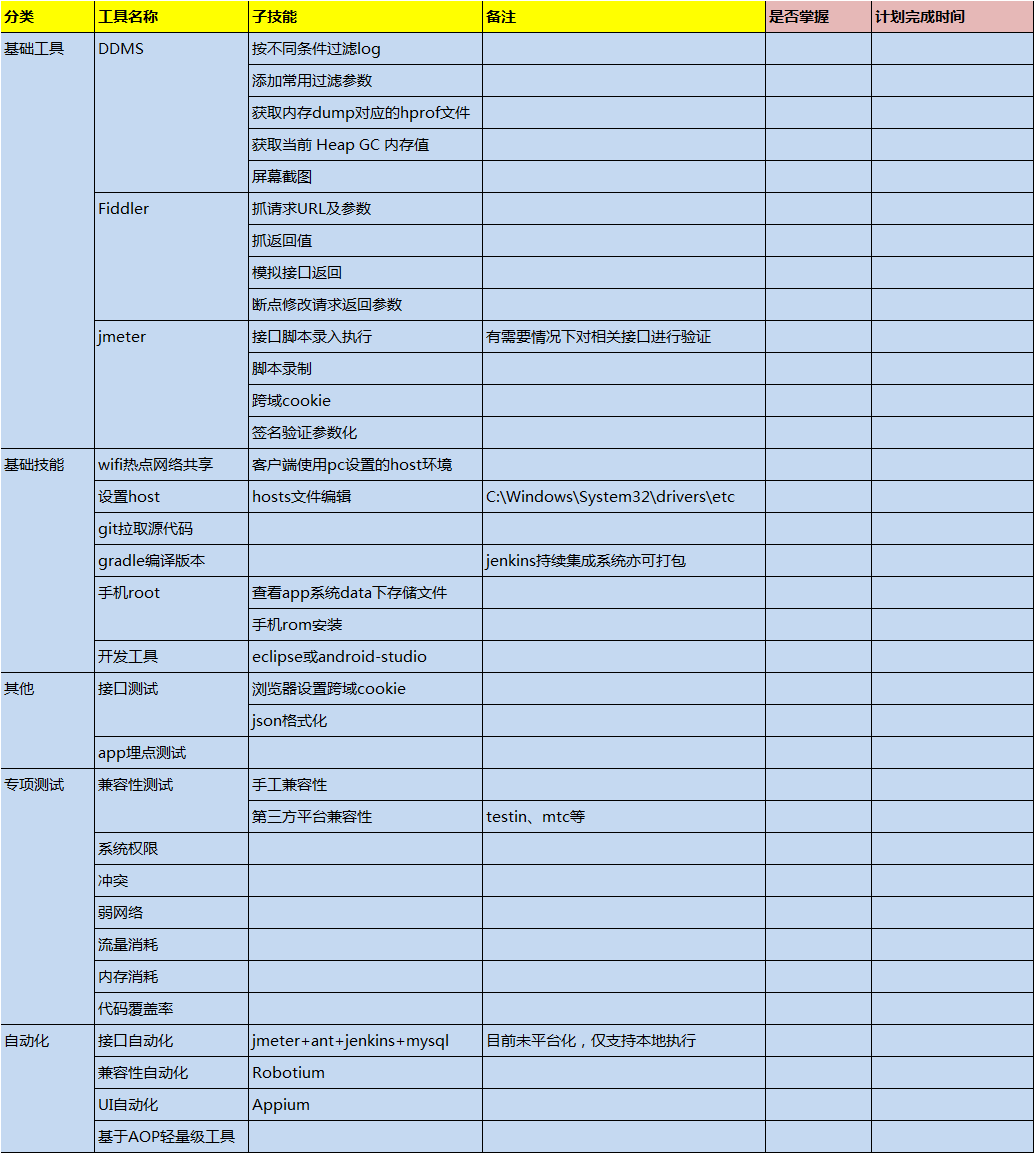 分类 工具名称 子技能 备注 是否掌握 计划完成时间
基础工具 DDMS 按不同条件过滤log
添加常用过滤参数
获取内存dump对应的hprof文件
获取当前 Heap GC 内存值
屏幕截图
Fiddler 抓请求URL及参数
抓返回值
模拟接口返回
断点修改请求返回参数
jmeter 接口脚本录入执行 有需要情况下对相关接口进行验证
脚本录制
跨域cookie
签名验证参数化
基础技能 wifi热点网络共享 客户端使用pc设置的host环境
设置host hosts文件编辑 C:\Windows\System32\drivers\etc
git拉取源代码
gradle编译版本 jenkins持续集成系统亦可打包
手机root 查看app系统data下存储文件
手机rom安装
开发工具 eclipse或android-studio
其他 接口测试 浏览器设置跨域cookie
json格式化
app埋点测试
专项测试 兼容性测试 手工兼容性
第三方平台兼容性 testin、mtc等
系统权限
冲突
弱网络
流量消耗
内存消耗
代码覆盖率
自动化 接口自动化 jmeter+ant+jenkins+mysql 目前未平台化，仅支持本地执行
兼容性自动化 Robotium
UI自动化 Appium
基于AOP轻量级工具